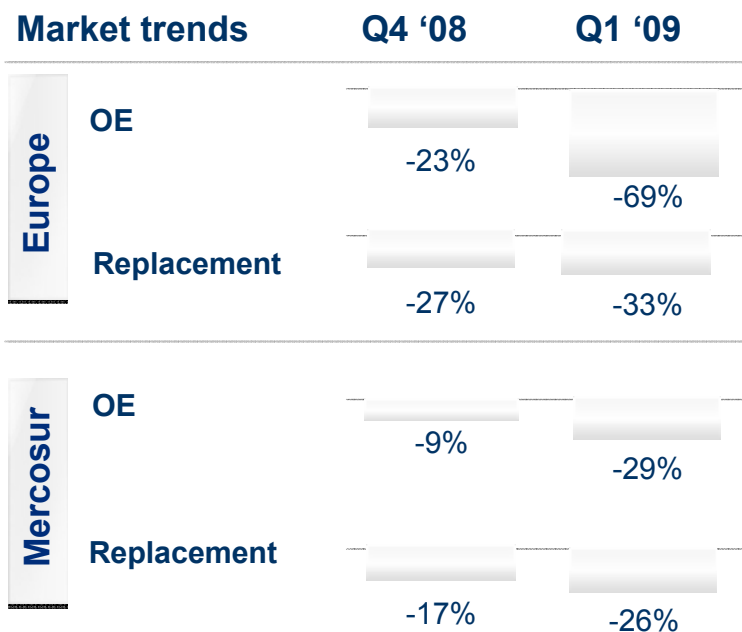 Market trends Q4 ‘08 Q1 ‘09
Europe
OE
-23% -69%
Replacement
-27% -33%
Mercosur
OE
-9% -29%
Replacement
-17% -26%